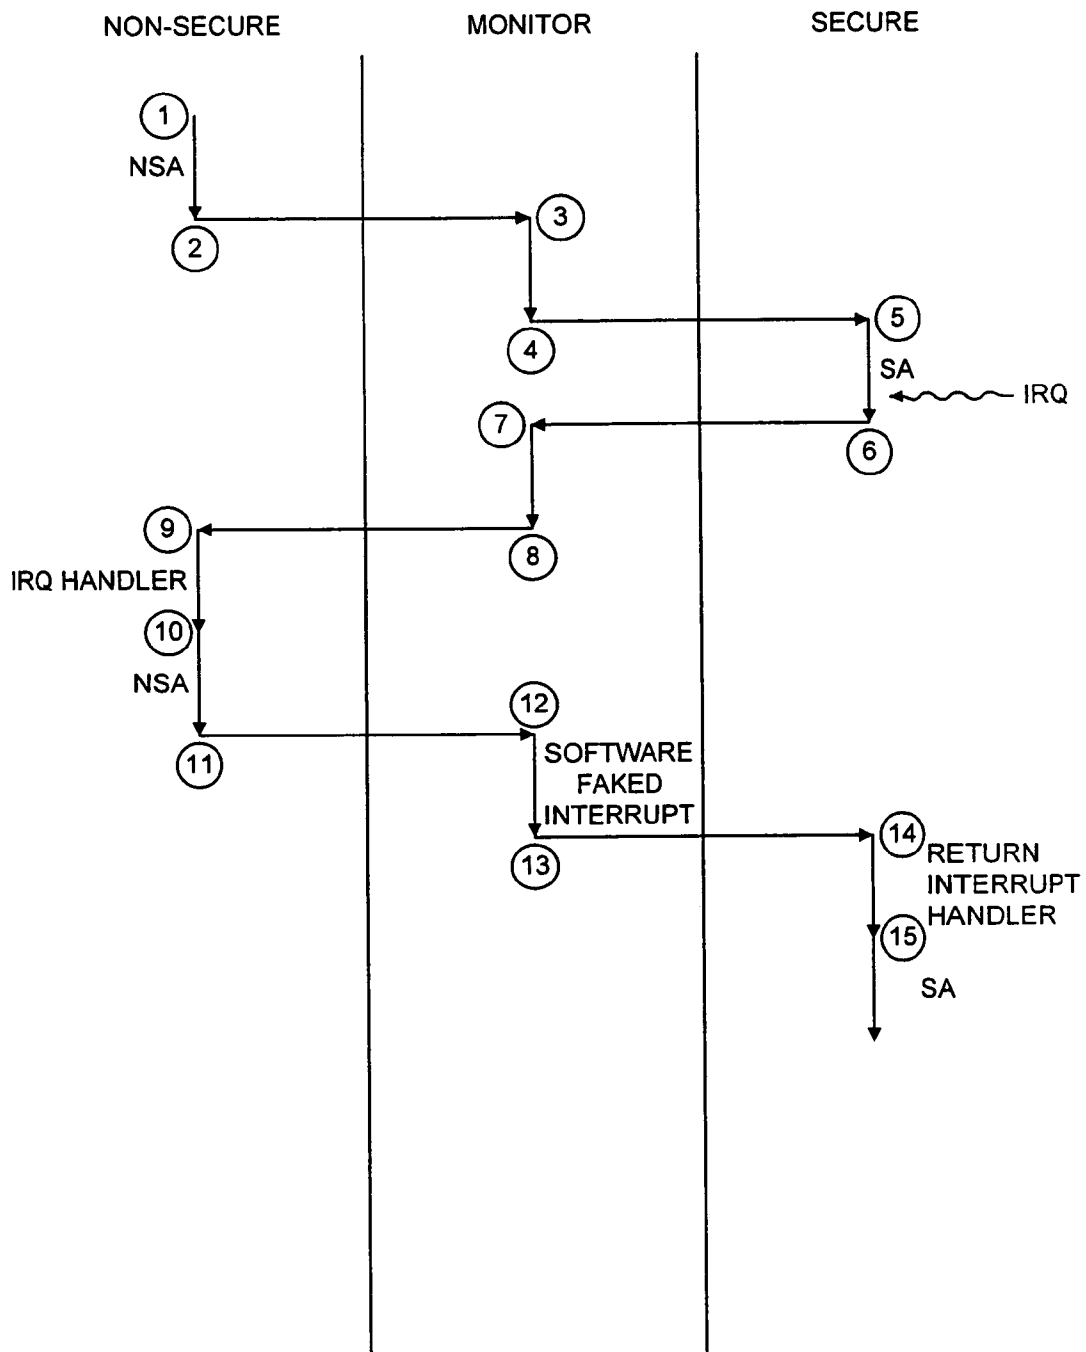 NON-SECURE
MONITOR
SECURE
1
NSA
2
3
4
5
SA
IRQ
6
7
8
9
IRQ HANDLER
10
NSA
11
12
SOFTWARE
FAKED
INTERRUPT
13
14
RETURN
INTERRUPT
HANDLER
15
SA